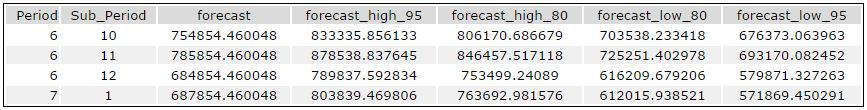 Period Sub_Period forecast forecast_high_95 forecast_high_80 forecast_low_80 forecast_low_95
6 10 754854.460048 833335.856133 806170.686679 703538.233418 676373.063963
6 11 785854.460048 878538.837645 846457.517118 725251.402978 693170.082452
6 12 684854.460048 789837.592834 753499.24089 616209.679206 579871.327263
7 1 687854.460048 803839.469806 763692.981576 612015.938521 571869.450291